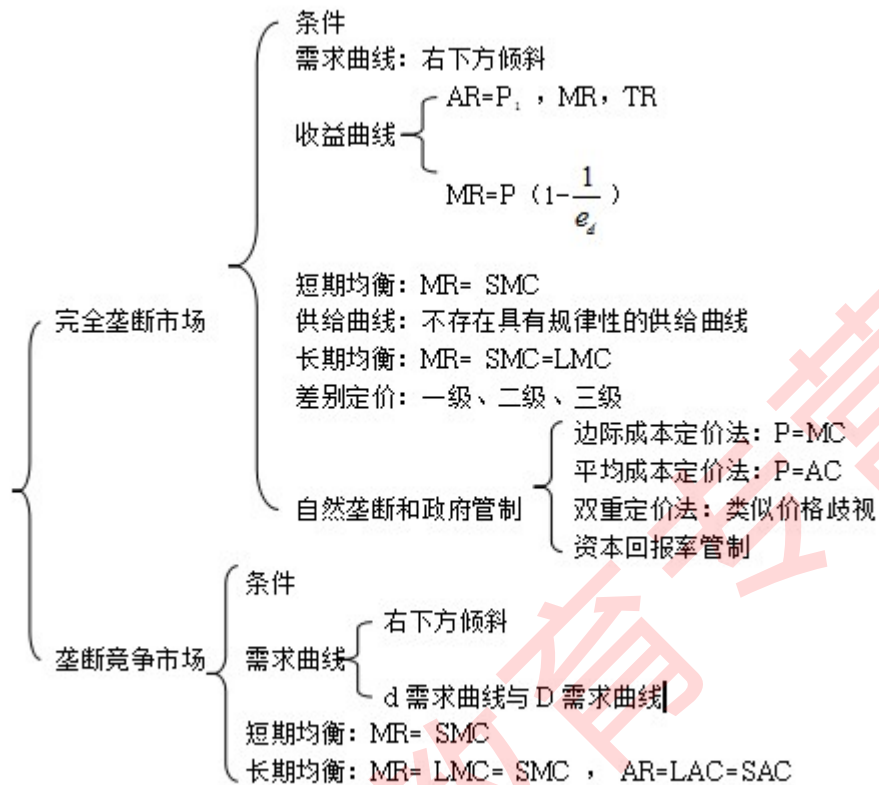 条件
需求曲线：右下方倾斜
AR=P₁，MR，TR
收益曲线
MR=P（1-1/e_d）
短期均衡：MR= SMC
供给曲线：不存在具有规律性的供给曲线
完全垄断市场
长期均衡：MR= SMC=LMC
差别定价：一级、二级、三级
边际成本定价法：P=MC
平均成本定价法：P=AC
自然垄断和政府管制
双重定价法：类似价格歧视
资本回报率管制
条件
右下方倾斜
垄断竞争市场
需求曲线
d 需求曲线与 D 需求曲线
短期均衡：MR= SMC
长期均衡：MR= LMC= SMC ， AR=LAC=SAC
教育专营